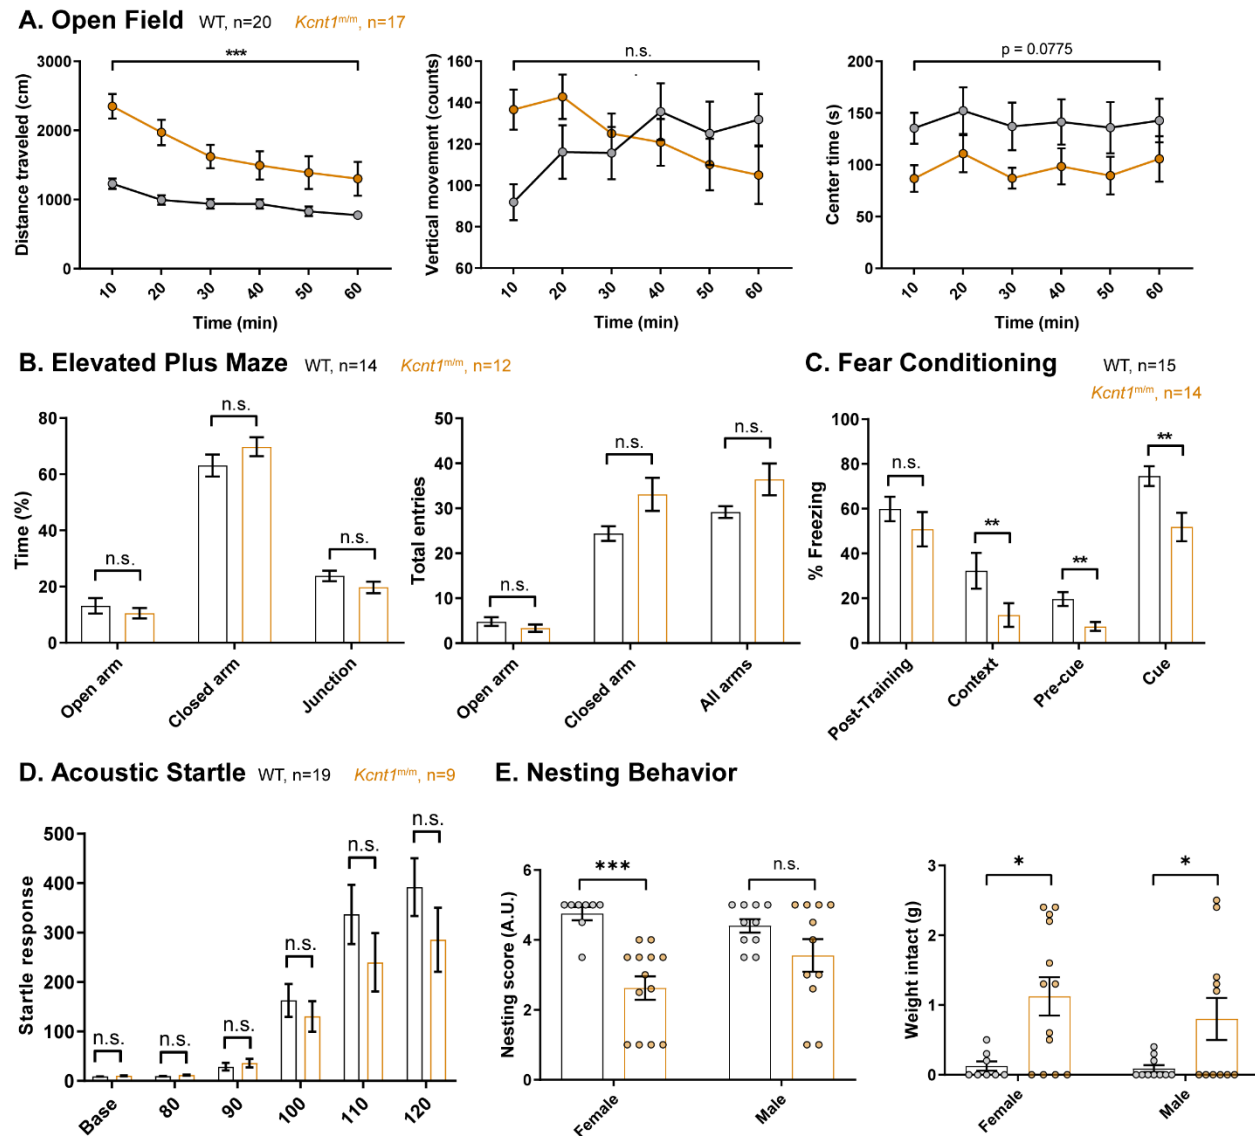 A. Open Field WT, n=20 Kcnt1m/m, n=17
3000
2000
1000
0
Distance traveled (cm)
***
10 20 30 40 50 60
Time (min)
160
140
120
100
80
60
Vertical movement (counts)
n.s.
10 20 30 40 50 60
Time (min)
200
150
100
50
0
Center time (s)
p = 0.0775
10 20 30 40 50 60
Time (min)
B. Elevated Plus Maze WT, n=14 Kcnt1m/m, n=12
80
60
40
20
0
Time (%)
n.s. n.s. n.s.
Open arm Closed arm Junction
50
40
30
20
10
0
Total entries
n.s. n.s. n.s.
Open arm Closed arm All arms
C. Fear Conditioning WT, n=15
Kcnt1m/m, n=14
100
80
60
40
20
0
% Freezing
n.s. ** ** **
Post-Training Context Pre-cue Cue
D. Acoustic Startle WT, n=19 Kcnt1m/m, n=9
500
400
300
200
100
0
Startle response
n.s. n.s. n.s. n.s. n.s. n.s.
Base 80 90 100 110 120
E. Nesting Behavior
6
4
2
0
Nesting score (A.U.)
*** n.s.
Female Male
3
2
1
0
Weight intact (g)
* *
Female Male